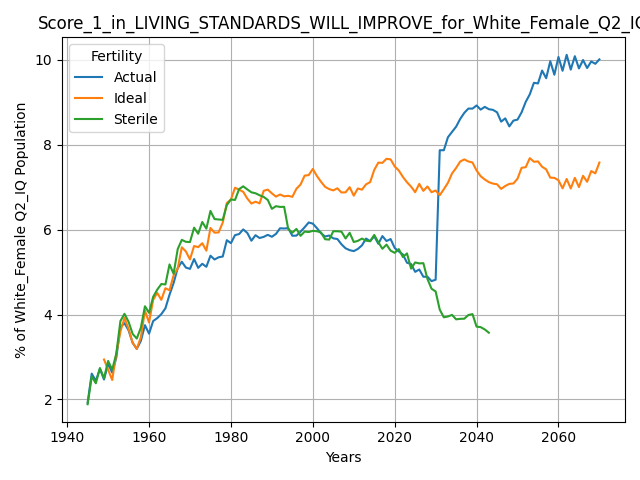 Score_1_in_LIVING_STANDARDS_WILL_IMPROVE_for_White_Female_Q2_IQ
% of White_Female Q2_IQ Population
10
8
6
4
2
Fertility
Actual
Ideal
Sterile
1940 1960 1980 2000 2020 2040 2060
Years